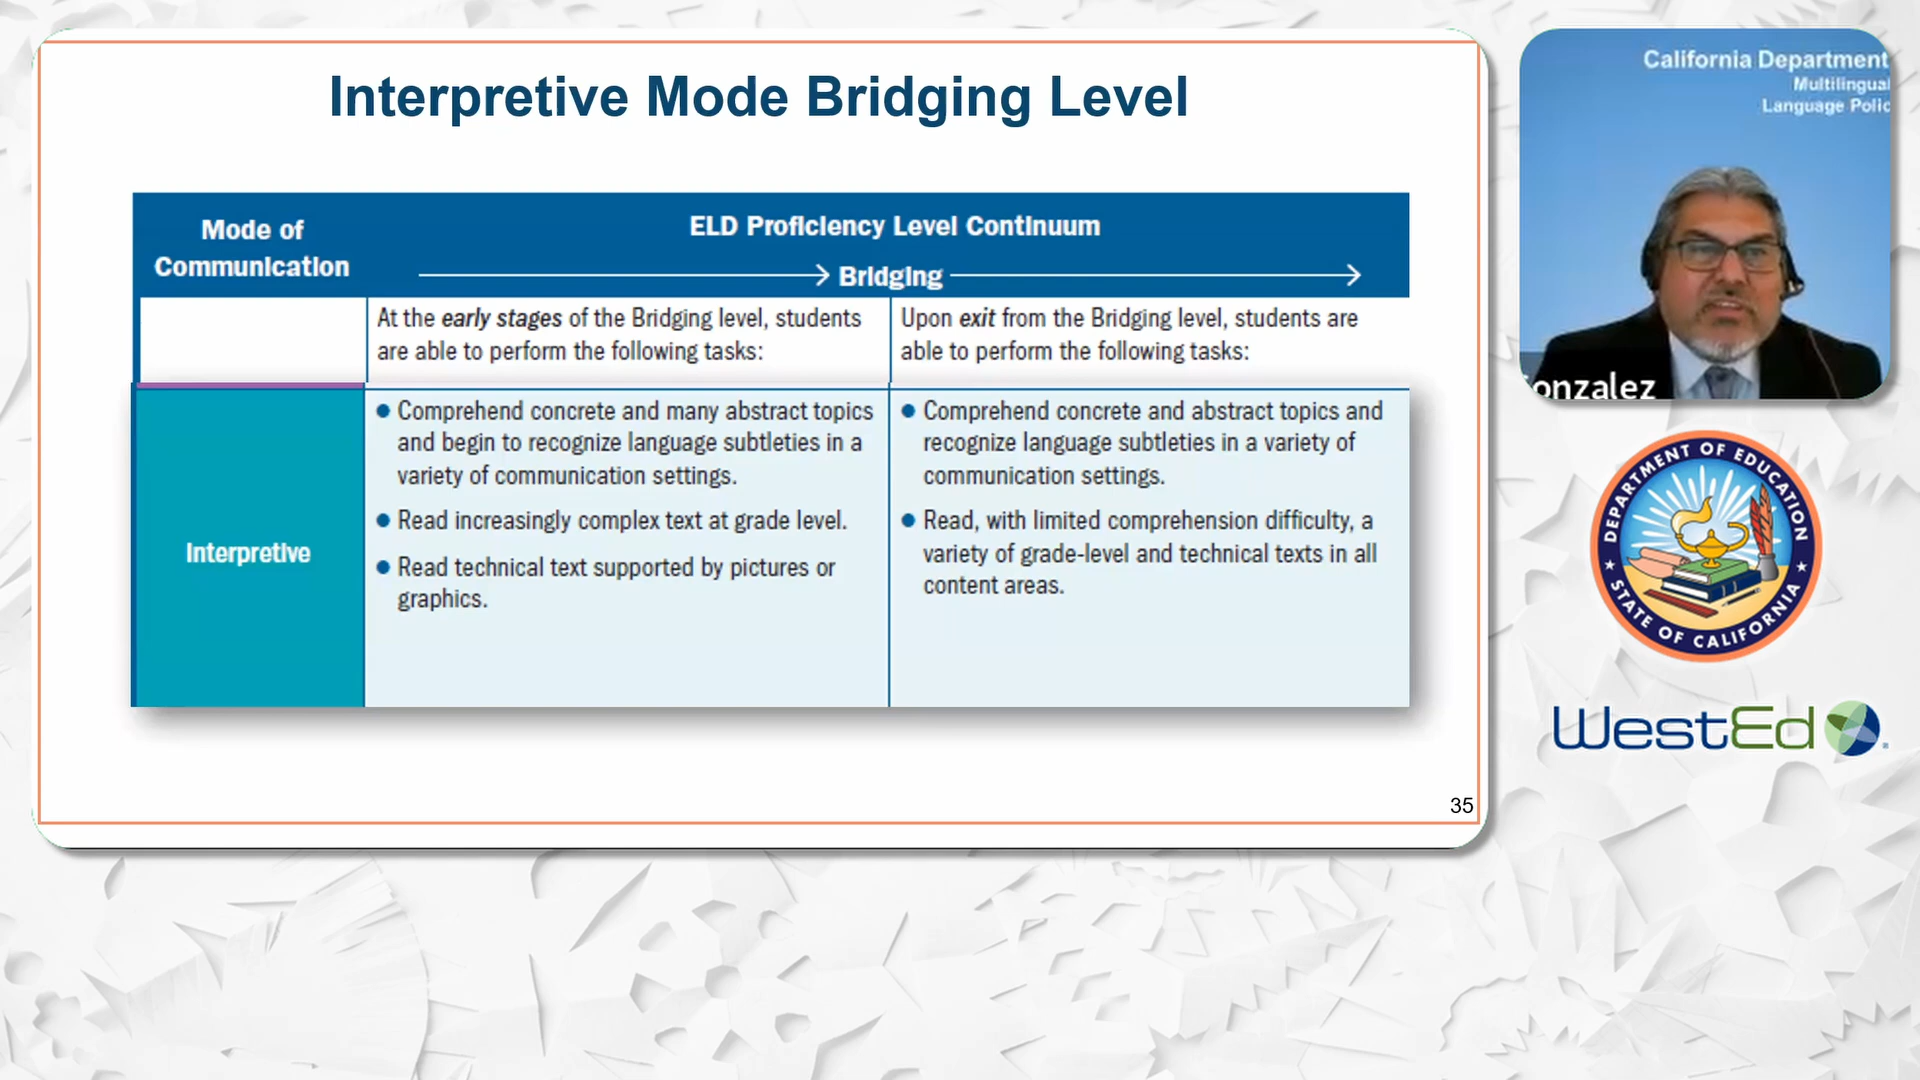 Interpretive Mode Bridging Level
Mode of
Communication
ELD Proficiency Level Continuum
Bridging
At the early stages of the Bridging level, students
are able to perform the following tasks:
Upon exit from the Bridging level, students are
able to perform the following tasks:
Interpretive
● Comprehend concrete and many abstract topics
and begin to recognize language subtleties in a
variety of communication settings.
● Read increasingly complex text at grade level.
● Read technical text supported by pictures or
graphics.
● Comprehend concrete and abstract topics and
recognize language subtleties in a variety of
communication settings.
● Read, with limited comprehension difficulty, a
variety of grade-level and technical texts in all
content areas.
35
California Department
Multilingual
Language Polic
onzalez
DEPARTMENT OF EDUCATION
STATE OF CALIFORNIA
WestEd